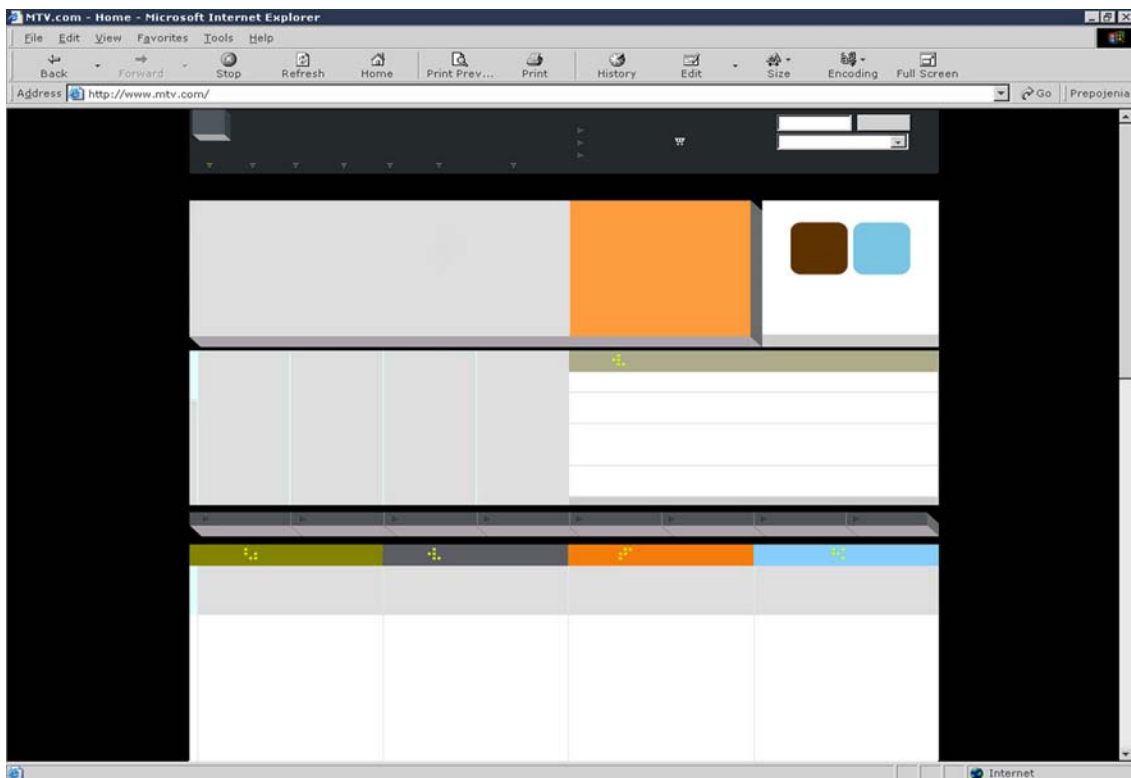 MTV.com - Home - Microsoft Internet Explorer
File Edit View Favorites Tools Help
Back Forward Stop Refresh Home Print Prev... Print History Edit Size Encoding Full Screen
Address http://www.mtv.com/ Go Prepojenia
Internet